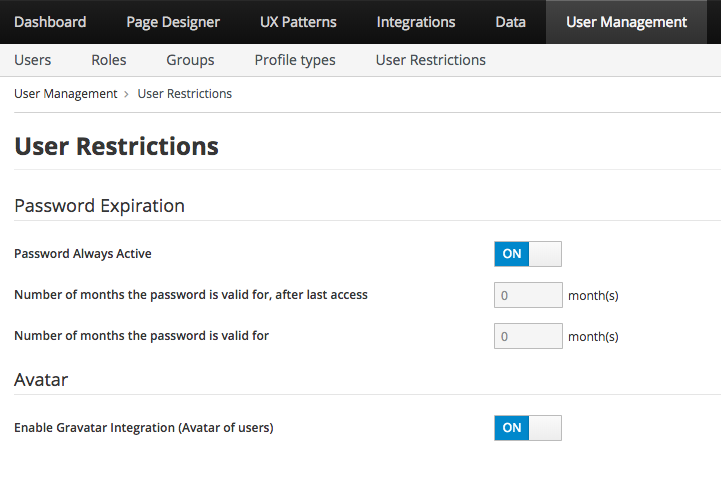 Dashboard Page Designer UX Patterns Integrations Data User Management
Users Roles Groups Profile types User Restrictions
User Management › User Restrictions
User Restrictions
Password Expiration
Password Always Active ON
Number of months the password is valid for, after last access 0 month(s)
Number of months the password is valid for 0 month(s)
Avatar
Enable Gravatar Integration (Avatar of users) ON